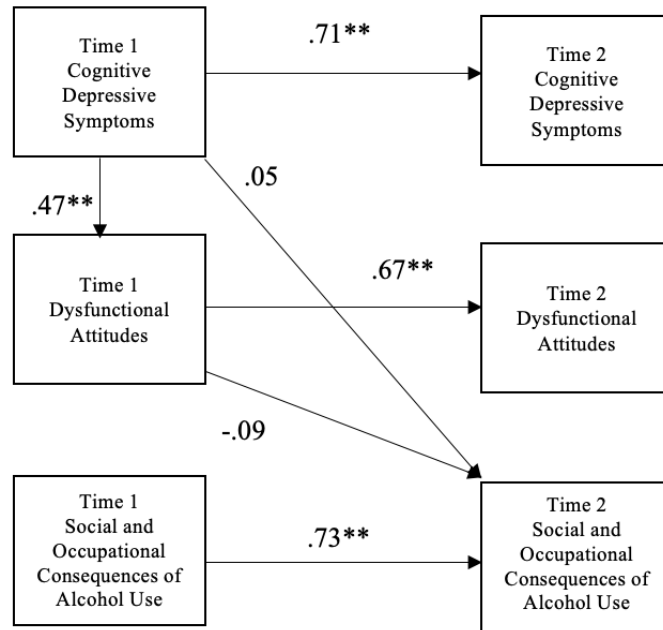 Time 1
Cognitive
Depressive
Symptoms
.71**
Time 2
Cognitive
Depressive
Symptoms
.47**
.05
Time 1
Dysfunctional
Attitudes
.67**
Time 2
Dysfunctional
Attitudes
-.09
Time 1
Social and
Occupational
Consequences of
Alcohol Use
.73**
Time 2
Social and
Occupational
Consequences of
Alcohol Use